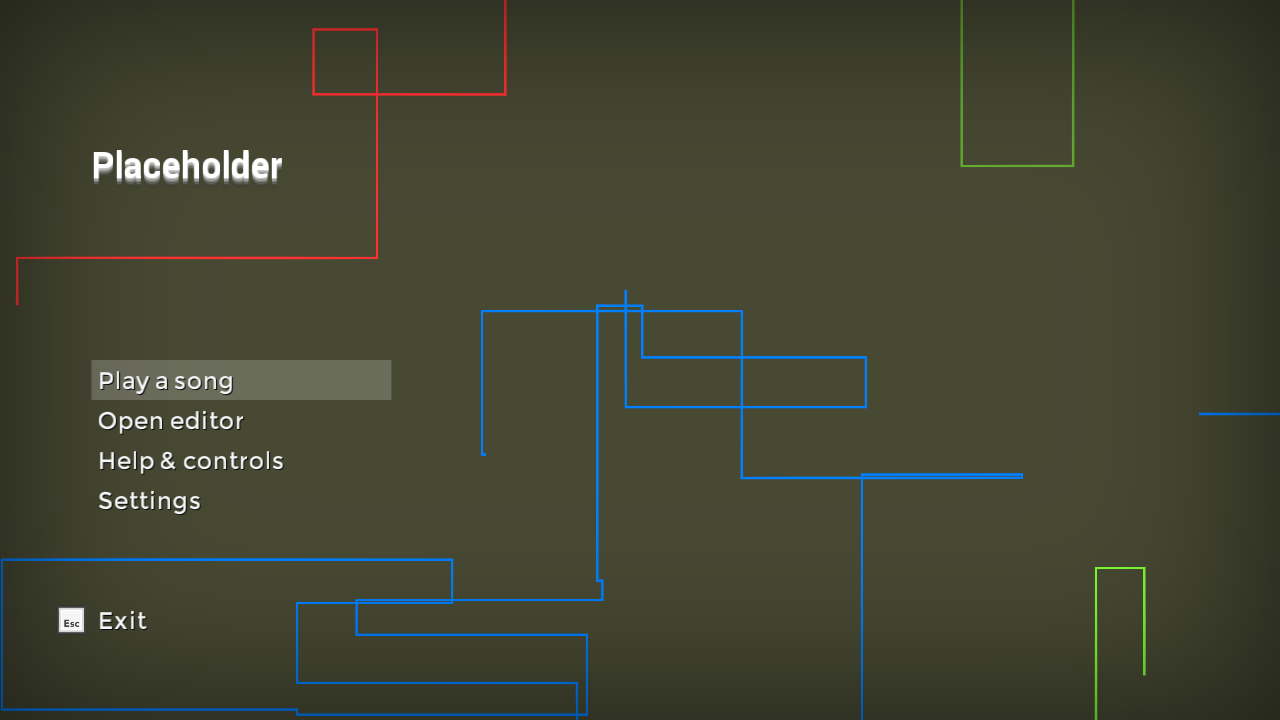 Placeholder
Play a song
Open editor
Help & controls
Settings
Esc Exit